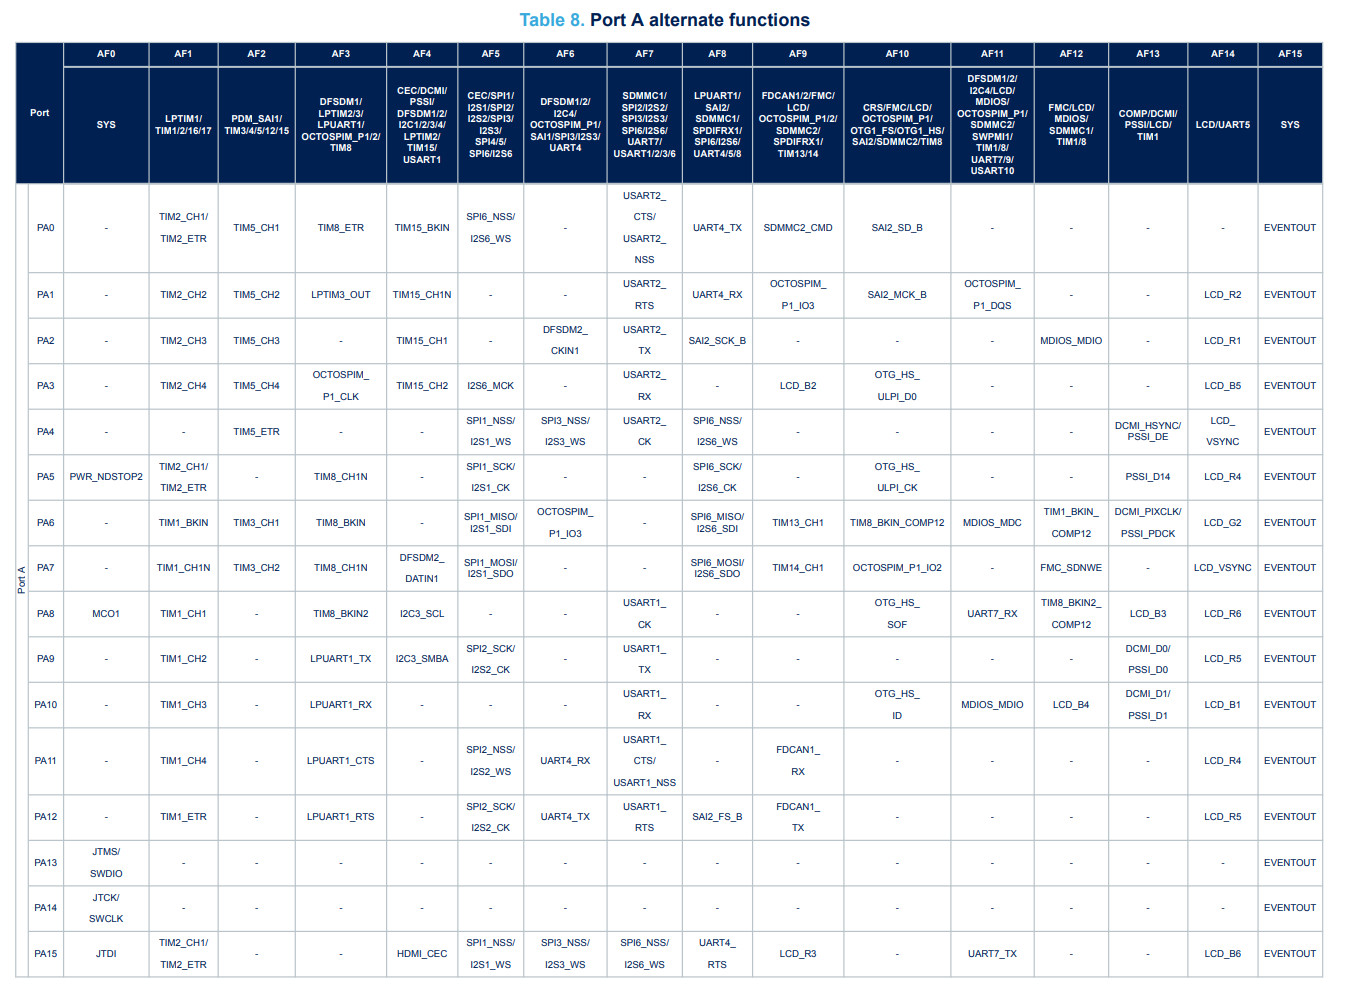 Table 8. Port A alternate functions
Port AF0 AF1 AF2 AF3 AF4 AF5 AF6 AF7 AF8 AF9 AF10 AF11 AF12 AF13 AF14 AF15
SYS
LPTIM1/
TIM1/2/16/17
PDM_SAI1/
TIM3/4/5/12/15
DFSDM1/
LPTIM2/3/
LPUART1/
OCTOSPIM_P1/2/
TIM8
CEC/DCMI/
PSSI/
DFSDM1/2/
I2C1/2/3/4/
LPTIM2/
TIM15/
USART1
CEC/SPI1/
I2S1/SPI2/
I2S2/SPI3/
I2S3/
SPI4/5/
SPI6/I2S6
DFSDM1/2/
I2C4/
OCTOSPIM_P1/
SAI1/SPI3/I2S3/
UART4
SDMMC1/
SPI2/I2S2/
SPI3/I2S3/
SPI6/I2S6/
UART7/
USART1/2/3/6
LPUART1/
SAI2/
SDMMC1/
SPDIFRX1/
SPI6/I2S6/
UART4/5/8
FDCAN1/2/FMC/
LCD/
OCTOSPIM_P1/2/
SDMMC2/
SPDIFRX1/
TIM13/14
CRS/FMC/LCD/
OCTOSPIM_P1/
OTG1_FS/OTG1_HS/
SAI2/SDMMC2/TIM8
DFSDM1/2/
I2C4/LCD/
MDIOS/
OCTOSPIM_P1/
SDMMC2/
SWPMI1/
TIM1/8/
UART7/9/
USART10
FMC/LCD/
MDIOS/
SDMMC1/
TIM1/8
COMP/DCMI/
PSSI/LCD/
TIM1
LCD/UART5
SYS
Port A
PA0 - TIM2_CH1/ TIM2_ETR TIM5_CH1 TIM8_ETR TIM15_BKIN SPI6_NSS/ I2S6_WS - USART2_ CTS/ USART2_ NSS UART4_TX SDMMC2_CMD SAI2_SD_B - - - - EVENTOUT
PA1 - TIM2_CH2 TIM5_CH2 LPTIM3_OUT TIM15_CH1N - - USART2_ RTS UART4_RX OCTOSPIM_ P1_IO3 SAI2_MCK_B OCTOSPIM_ P1_DQS - - LCD_R2 EVENTOUT
PA2 - TIM2_CH3 TIM5_CH3 - TIM15_CH1 - DFSDM2_ CKIN1 USART2_ TX SAI2_SCK_B - - - MDIOS_MDIO - LCD_R1 EVENTOUT
PA3 - TIM2_CH4 TIM5_CH4 OCTOSPIM_ P1_CLK TIM15_CH2 I2S6_MCK - USART2_ RX - LCD_B2 OTG_HS_ ULPI_D0 - - - LCD_B5 EVENTOUT
PA4 - - TIM5_ETR - - SPI1_NSS/ I2S1_WS SPI3_NSS/ I2S3_WS USART2_ CK SPI6_NSS/ I2S6_WS - - - - DCMI_HSYNC/ PSSI_DE LCD_ VSYNC EVENTOUT
PA5 PWR_NDSTOP2 TIM2_CH1/ TIM2_ETR - TIM8_CH1N - SPI1_SCK/ I2S1_CK - - SPI6_SCK/ I2S6_CK - OTG_HS_ ULPI_CK - - PSSI_D14 LCD_R4 EVENTOUT
PA6 - TIM1_BKIN TIM3_CH1 TIM8_BKIN - SPI1_MISO/ I2S1_SDI OCTOSPIM_ P1_IO3 - SPI6_MISO/ I2S6_SDI TIM13_CH1 TIM8_BKIN_COMP12 MDIOS_MDC TIM1_BKIN_ COMP12 DCMI_PIXCLK/ PSSI_PDCK LCD_G2 EVENTOUT
PA7 - TIM1_CH1N TIM3_CH2 TIM8_CH1N DFSDM2_ DATIN1 SPI1_MOSI/ I2S1_SDO - - SPI6_MOSI/ I2S6_SDO TIM14_CH1 OCTOSPIM_P1_IO2 - FMC_SDNWE - LCD_VSYNC EVENTOUT
PA8 MCO1 TIM1_CH1 - TIM8_BKIN2 I2C3_SCL - - USART1_ CK - - OTG_HS_ SOF UART7_RX TIM8_BKIN2_ COMP12 LCD_B3 LCD_R6 EVENTOUT
PA9 - TIM1_CH2 - LPUART1_TX I2C3_SMBA SPI2_SCK/ I2S2_CK - USART1_ TX - - - - - DCMI_D0/ PSSI_D0 LCD_R5 EVENTOUT
PA10 - TIM1_CH3 - LPUART1_RX - - - USART1_ RX - - OTG_HS_ ID MDIOS_MDIO LCD_B4 DCMI_D1/ PSSI_D1 LCD_B1 EVENTOUT
PA11 - TIM1_CH4 - LPUART1_CTS - SPI2_NSS/ I2S2_WS UART4_RX USART1_ CTS/ USART1_NSS - FDCAN1_ RX - - - - LCD_R4 EVENTOUT
PA12 - TIM1_ETR - LPUART1_RTS - SPI2_SCK/ I2S2_CK UART4_TX USART1_ RTS SAI2_FS_B FDCAN1_ TX - - - - LCD_R5 EVENTOUT
PA13 JTMS/ SWDIO - - - - - - - - - - - - - - EVENTOUT
PA14 JTCK/ SWCLK - - - - - - - - - - - - - - EVENTOUT
PA15 JTDI TIM2_CH1/ TIM2_ETR - - HDMI_CEC SPI1_NSS/ I2S1_WS SPI3_NSS/ I2S3_WS SPI6_NSS/ I2S6_WS UART4_ RTS LCD_R3 - UART7_TX - - LCD_B6 EVENTOUT